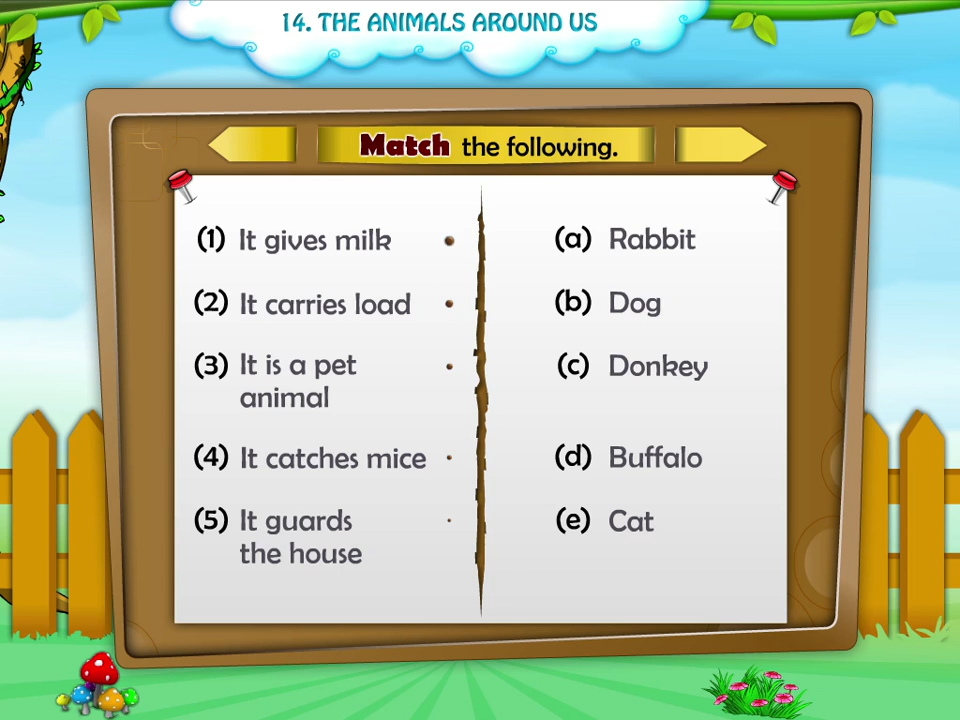 14. THE ANIMALS AROUND US
Match the following.
(1) It gives milk
(a) Rabbit
(2) It carries load
(b) Dog
(3) It is a pet
animal
(c) Donkey
(4) It catches mice
(d) Buffalo
(5) It guards
the house
(e) Cat